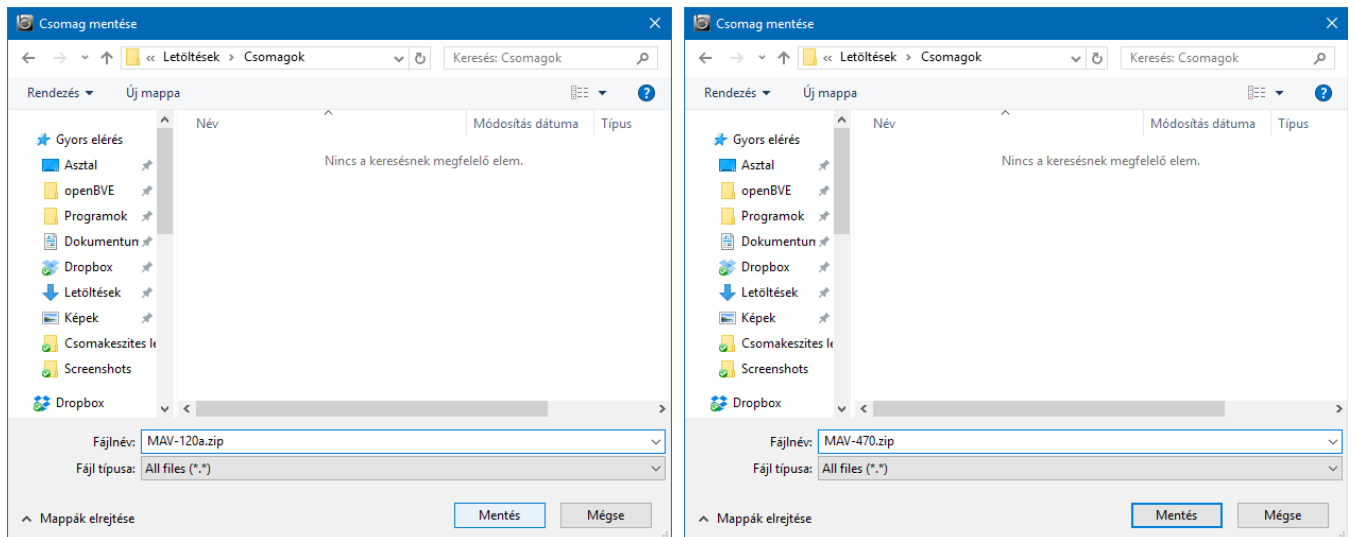 Csomag mentése
« Letöltések › Csomagok
Keresés: Csomagok
Rendezés
Új mappa
Név
Módosítás dátuma
Típus
Gyors elérés
Nincs a keresésnek megfelelő elem.
Asztal
openBVE
Programok
Dokumentun
Dropbox
Letöltések
Képek
Csomakeszites le
Screenshots
Dropbox
Fájlnév: MAV-120a.zip
Fájl típusa: All files (*.*)
Mappák elrejtése
Mentés
Mégse
Csomag mentése
« Letöltések › Csomagok
Keresés: Csomagok
Rendezés
Új mappa
Név
Módosítás dátuma
Típus
Gyors elérés
Nincs a keresésnek megfelelő elem.
Asztal
openBVE
Programok
Dokumentun
Dropbox
Letöltések
Képek
Csomakeszites le
Screenshots
Dropbox
Fájlnév: MAV-470.zip
Fájl típusa: All files (*.*)
Mappák elrejtése
Mentés
Mégse